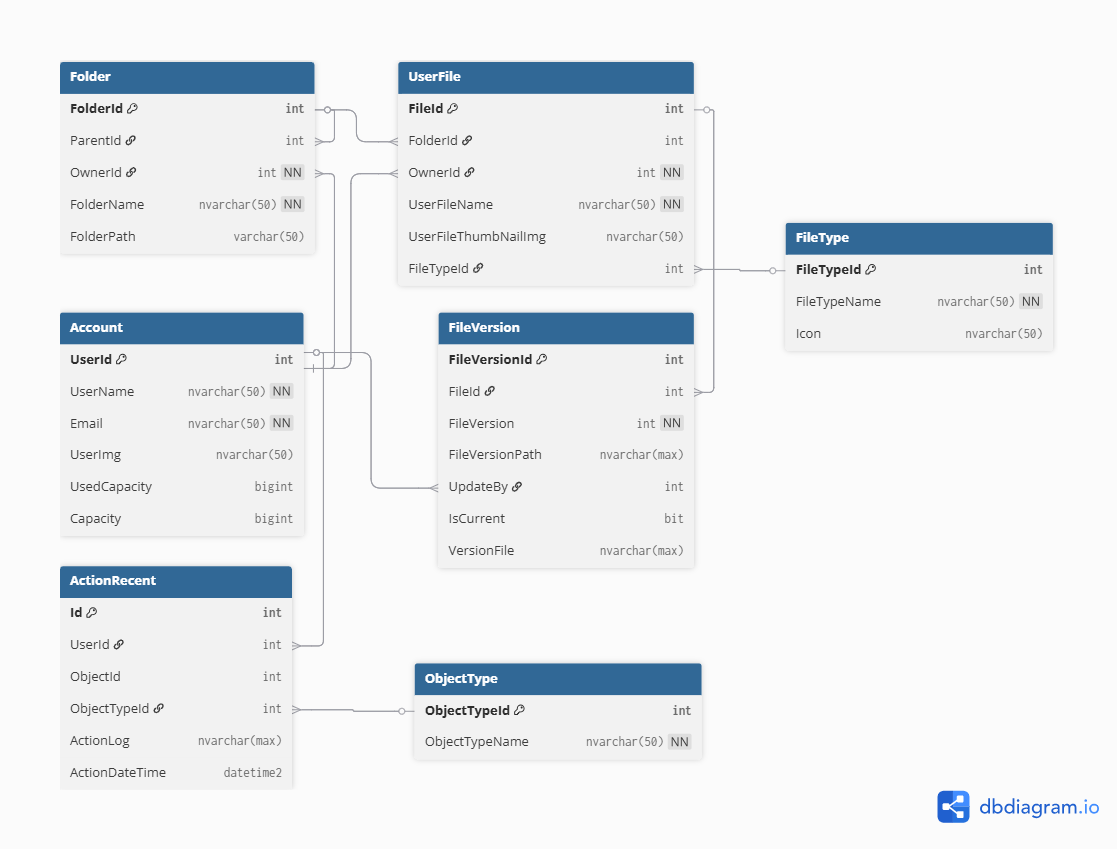 Folder
FolderId int
ParentId int
OwnerId int NN
FolderName nvarchar(50) NN
FolderPath varchar(50)
UserFile
FileId int
FolderId int
OwnerId int NN
UserFileName nvarchar(50) NN
UserFileThumbNailImg nvarchar(50)
FileTypeId int
FileType
FileTypeId int
FileTypeName nvarchar(50) NN
Icon nvarchar(50)
Account
UserId int
UserName nvarchar(50) NN
Email nvarchar(50) NN
UserImg nvarchar(50)
UsedCapacity bigint
Capacity bigint
FileVersion
FileVersionId int
FileId int
FileVersion int NN
FileVersionPath nvarchar(max)
UpdateBy int
IsCurrent bit
VersionFile nvarchar(max)
ActionRecent
Id int
UserId int
ObjectId int
ObjectTypeId int
ActionLog nvarchar(max)
ActionDateTime datetime2
ObjectType
ObjectTypeId int
ObjectTypeName nvarchar(50) NN
dbdiagram.io